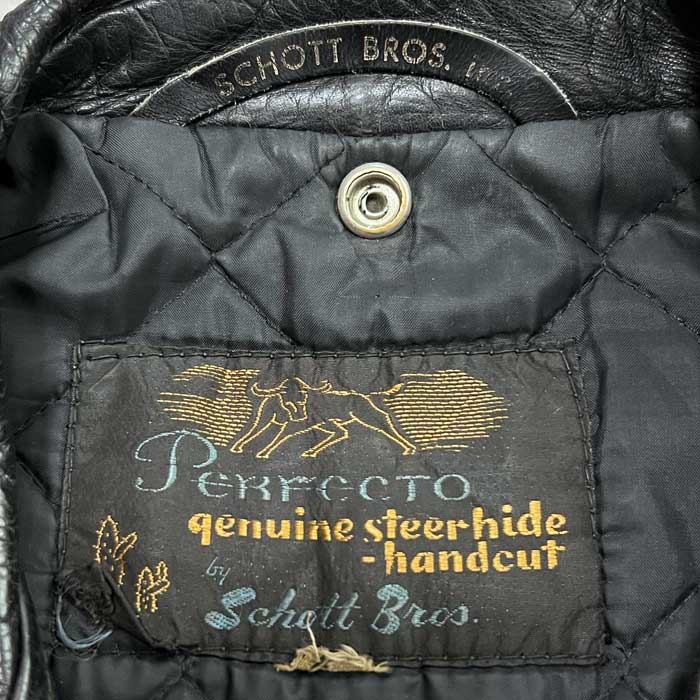 SCHOTT BROS. INC
PERFECTO
genuine steerhide
-handcut
by
Schott Bros.